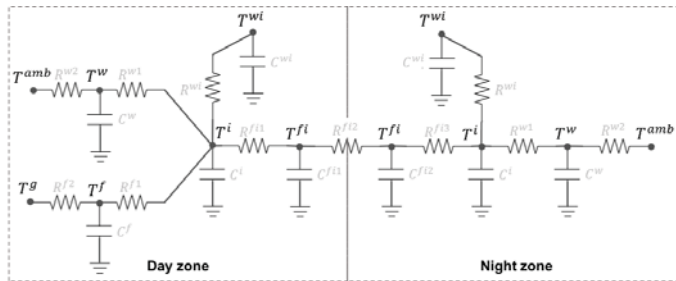 T^{wi} T^{wi}
C^{wi} C^{wi}
T^{amb} R^{w2} T^{w} R^{w1} R^{wi} R^{wi}
C^{w} T^{i} R^{fi1} T^{fi} R^{fi2} T^{fi} R^{fi3} T^{i} R^{w1} T^{w} R^{w2} T^{amb}
T^{g} R^{f2} T^{f} R^{f1} C^{i} C^{fi1} C^{fi2} C^{i} C^{w}
C^{f}
Day zone Night zone